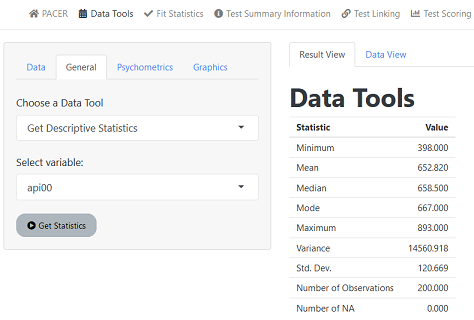 PACER Data Tools Fit Statistics Test Summary Information Test Linking Test Scoring
Data General Psychometrics Graphics
Choose a Data Tool
Get Descriptive Statistics
Select variable:
api00
Get Statistics
Result View Data View
Data Tools
Statistic Value
Minimum 398.000
Mean 652.820
Median 658.500
Mode 667.000
Maximum 893.000
Variance 14560.918
Std. Dev. 120.669
Number of Observations 200.000
Number of NA 0.000